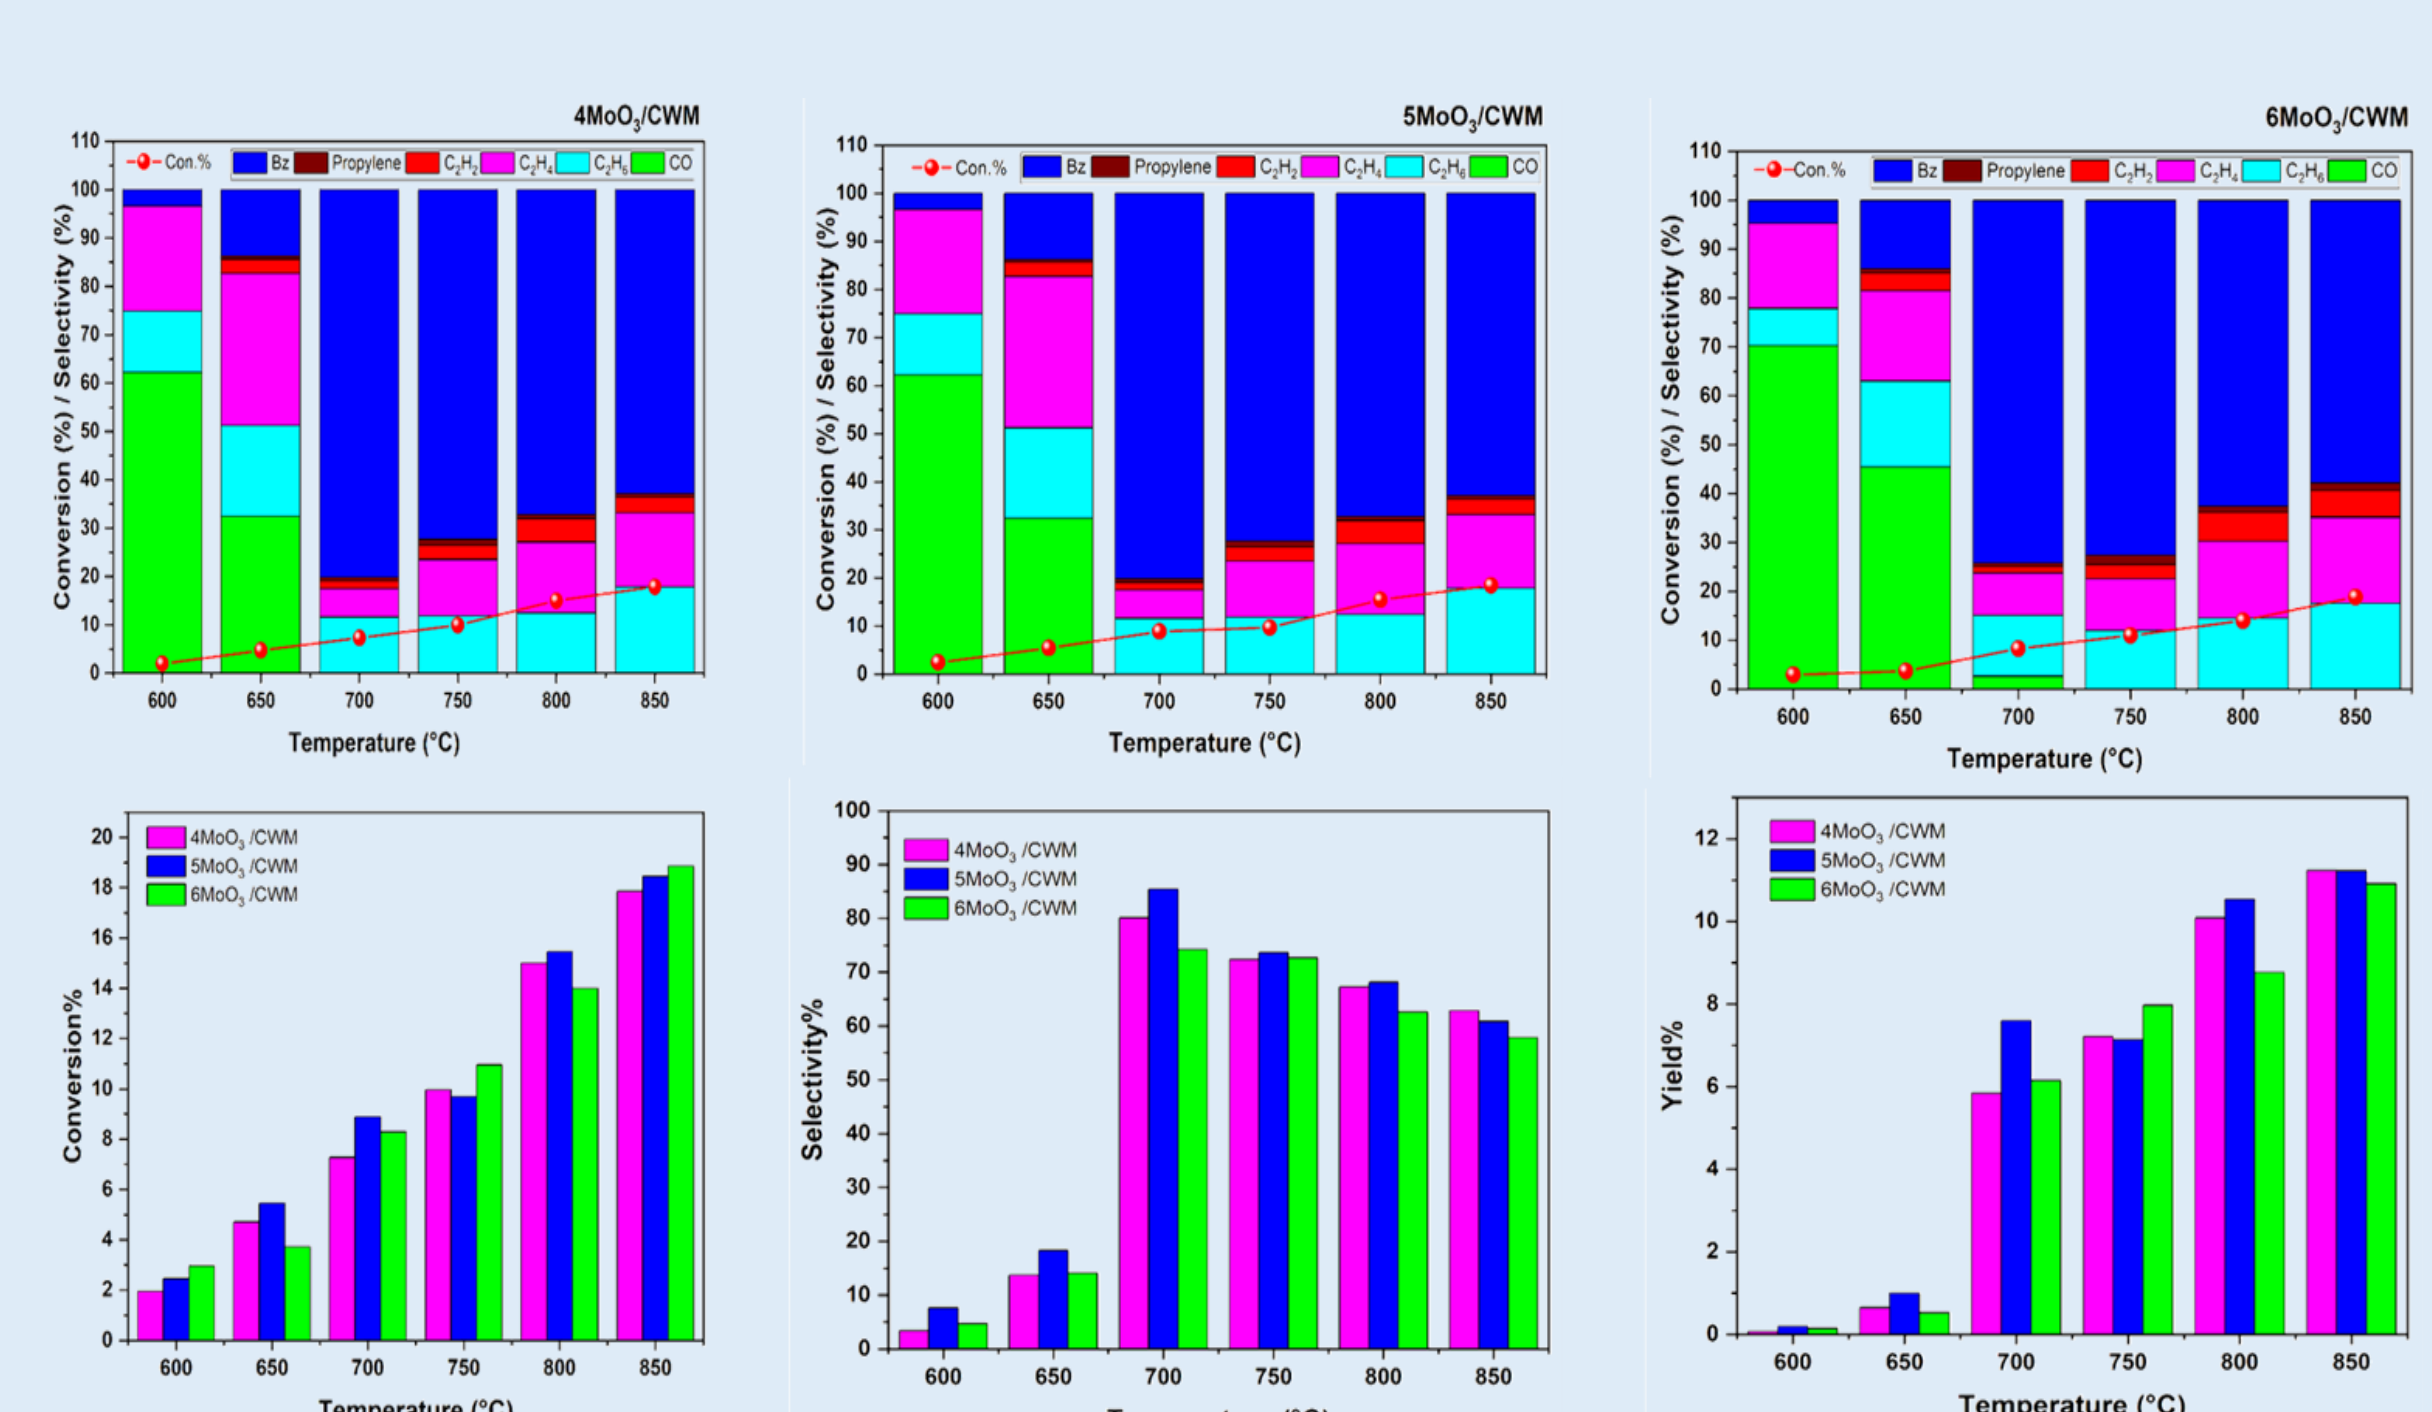 4MoO₃/CWM
Con.% Bz Propylene C₂H₂ C₂H₄ C₂H₆ CO
Conversion (%) / Selectivity (%)
110
100
90
80
70
60
50
40
30
20
10
0
600 650 700 750 800 850
Temperature (°C)
5MoO₃/CWM
Con.% Bz Propylene C₂H₂ C₂H₄ C₂H₆ CO
Conversion (%) / Selectivity (%)
110
100
90
80
70
60
50
40
30
20
10
0
600 650 700 750 800 850
Temperature (°C)
6MoO₃/CWM
Con.% Bz Propylene C₂H₂ C₂H₄ C₂H₆ CO
Conversion (%) / Selectivity (%)
110
100
90
80
70
60
50
40
30
20
10
0
600 650 700 750 800 850
Temperature (°C)
4MoO₃ /CWM
5MoO₃ /CWM
6MoO₃ /CWM
Conversion%
20
18
16
14
12
10
8
6
4
2
0
600 650 700 750 800 850
Temperature (°C)
4MoO₃ /CWM
5MoO₃ /CWM
6MoO₃ /CWM
Selectivity%
100
90
80
70
60
50
40
30
20
10
0
600 650 700 750 800 850
4MoO₃ /CWM
5MoO₃ /CWM
6MoO₃ /CWM
Yield%
12
10
8
6
4
2
0
600 650 700 750 800 850
Temperature (°C)